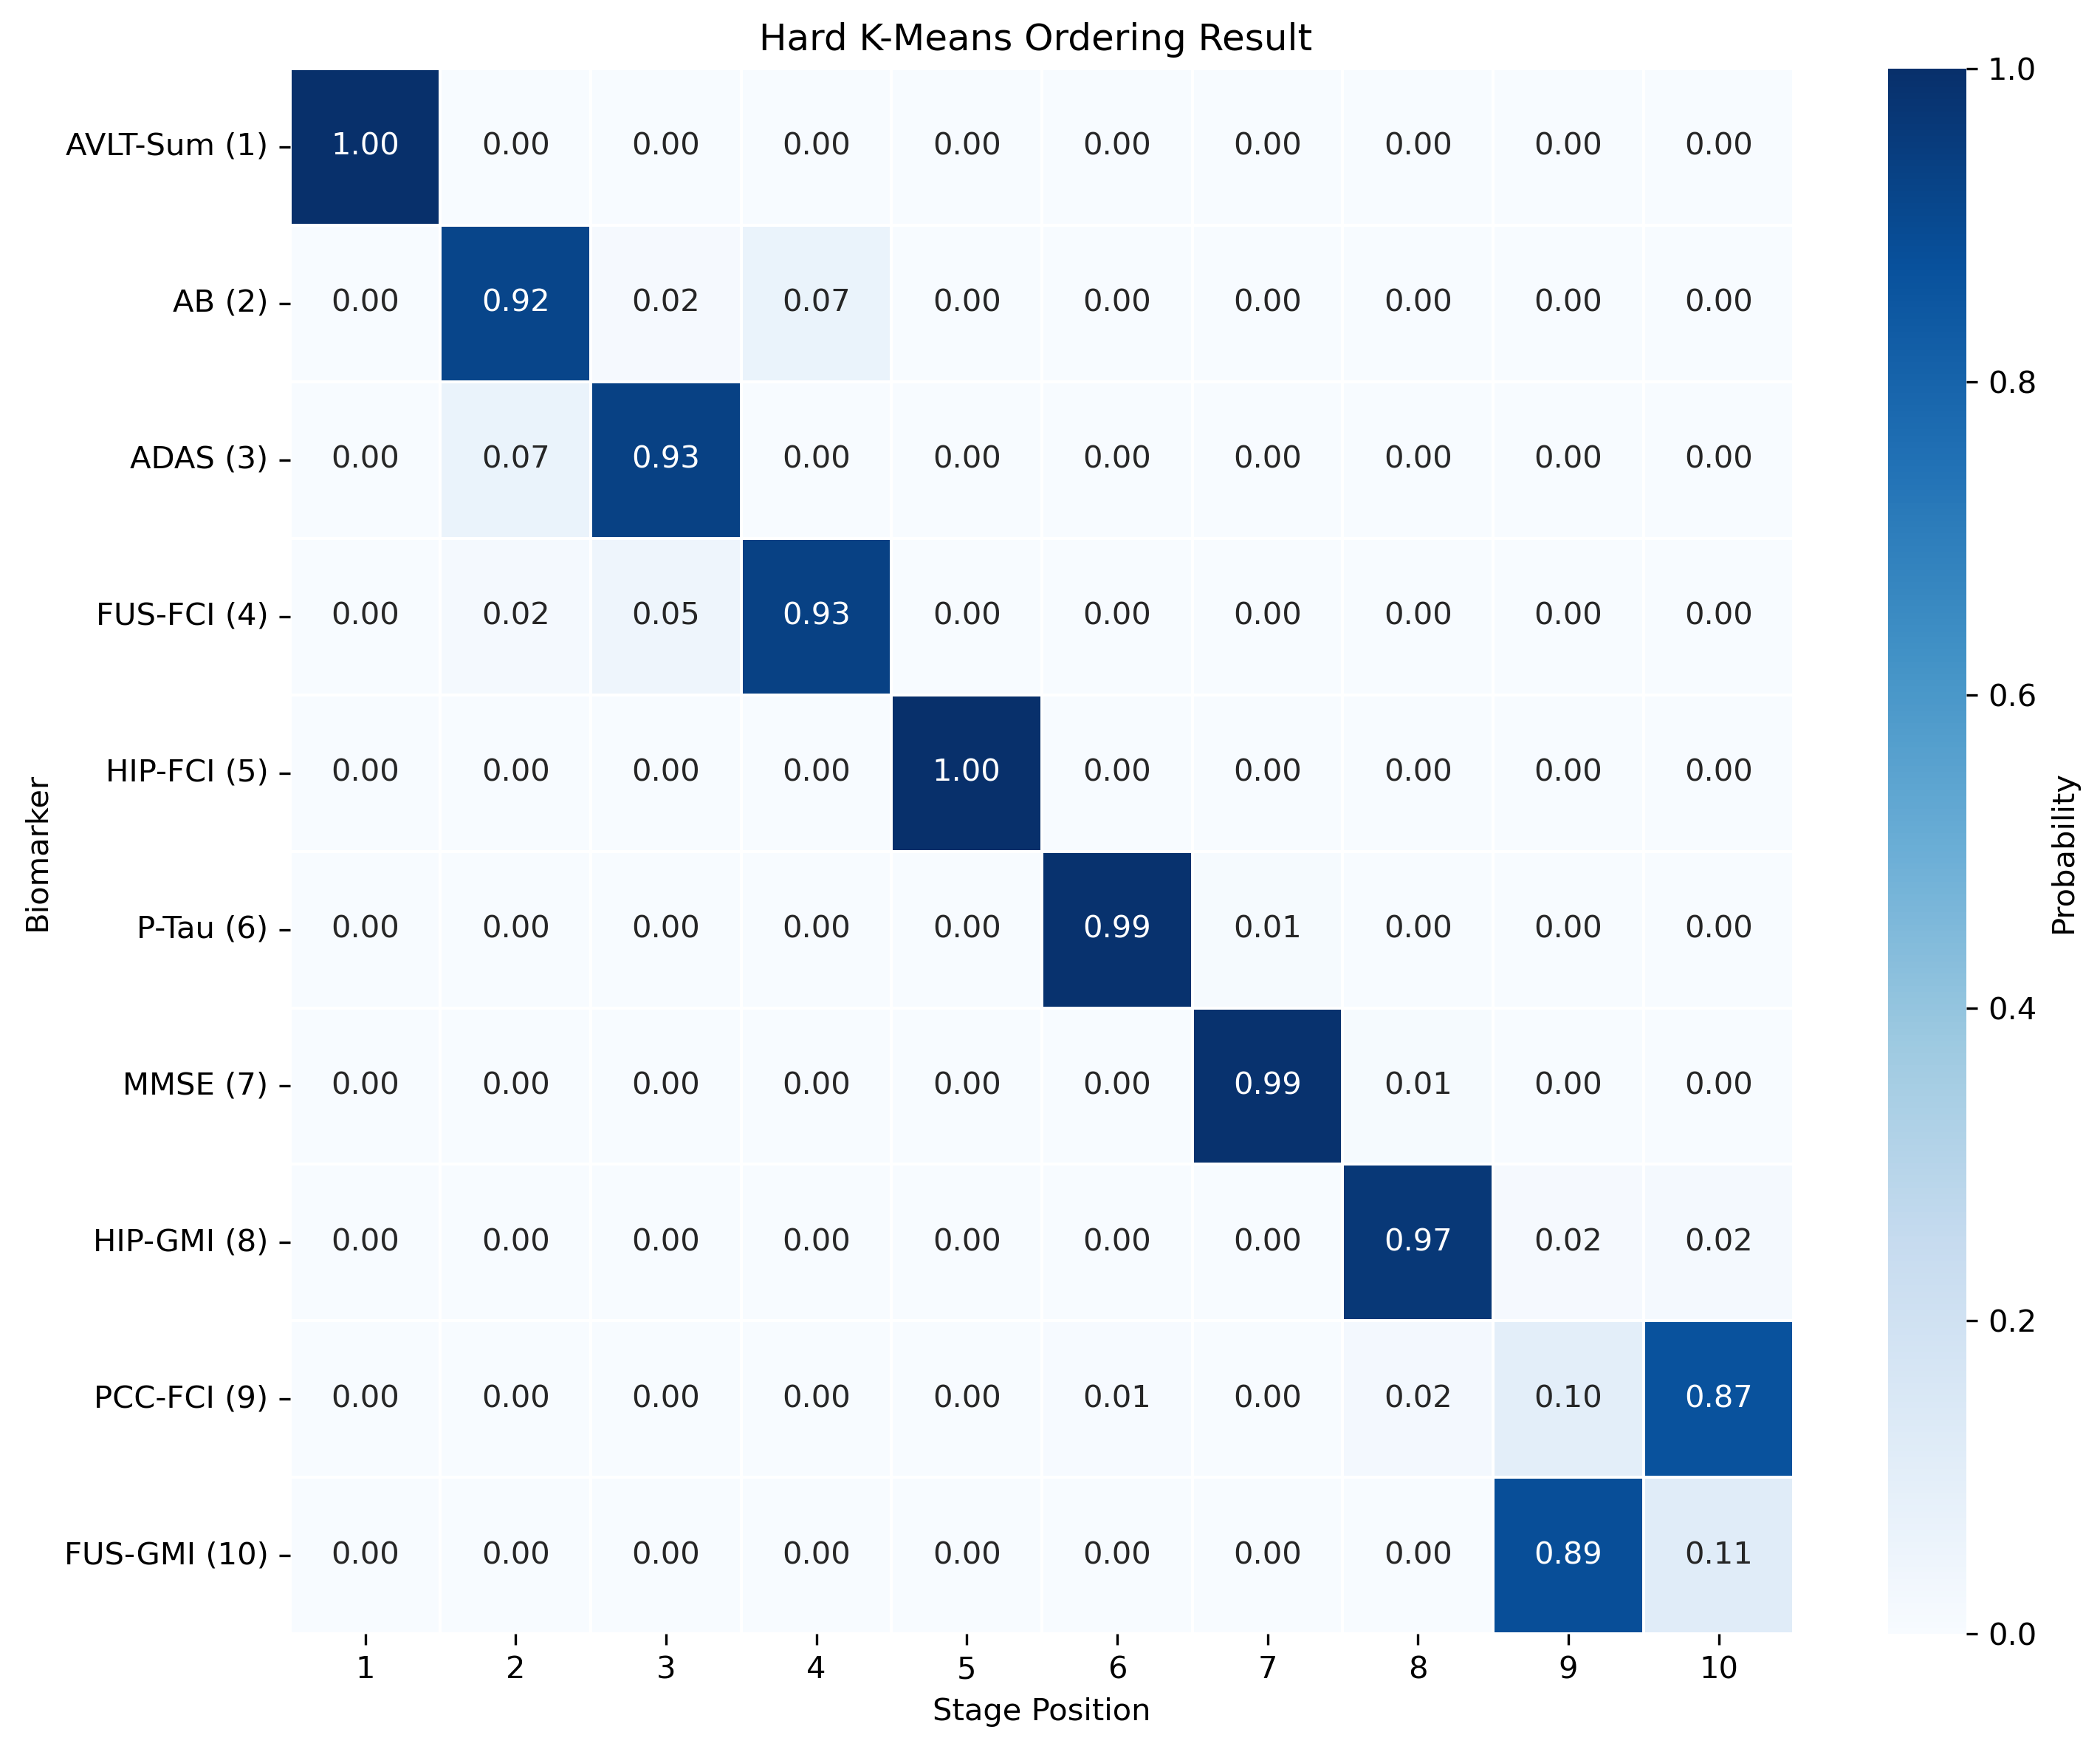 Hard K-Means Ordering Result
AVLT-Sum (1) 1.00 0.00 0.00 0.00 0.00 0.00 0.00 0.00 0.00 0.00
AB (2) 0.00 0.92 0.02 0.07 0.00 0.00 0.00 0.00 0.00 0.00
ADAS (3) 0.00 0.07 0.93 0.00 0.00 0.00 0.00 0.00 0.00 0.00
FUS-FCI (4) 0.00 0.02 0.05 0.93 0.00 0.00 0.00 0.00 0.00 0.00
HIP-FCI (5) 0.00 0.00 0.00 0.00 1.00 0.00 0.00 0.00 0.00 0.00
P-Tau (6) 0.00 0.00 0.00 0.00 0.00 0.99 0.01 0.00 0.00 0.00
MMSE (7) 0.00 0.00 0.00 0.00 0.00 0.00 0.99 0.01 0.00 0.00
HIP-GMI (8) 0.00 0.00 0.00 0.00 0.00 0.00 0.00 0.97 0.02 0.02
PCC-FCI (9) 0.00 0.00 0.00 0.00 0.00 0.01 0.00 0.02 0.10 0.87
FUS-GMI (10) 0.00 0.00 0.00 0.00 0.00 0.00 0.00 0.00 0.89 0.11
1 2 3 4 5 6 7 8 9 10
Stage Position
Biomarker
1.0
0.8
0.6
0.4
0.2
0.0
Probability